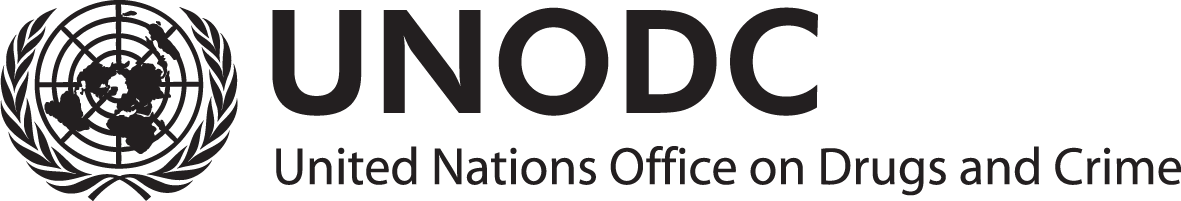 UNODC
United Nations Office on Drugs and Crime